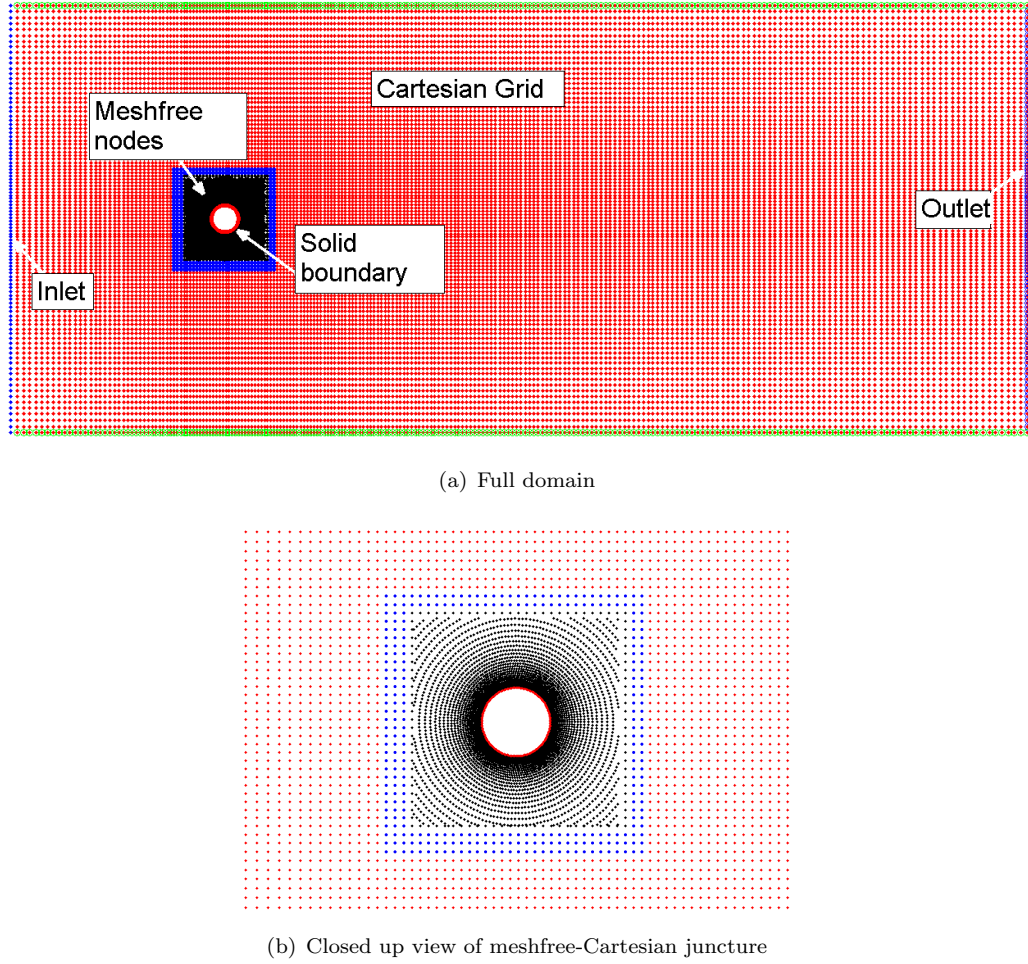 Cartesian Grid
Meshfree
nodes
Outlet
Solid
boundary
Inlet
(a) Full domain
(b) Closed up view of meshfree-Cartesian juncture